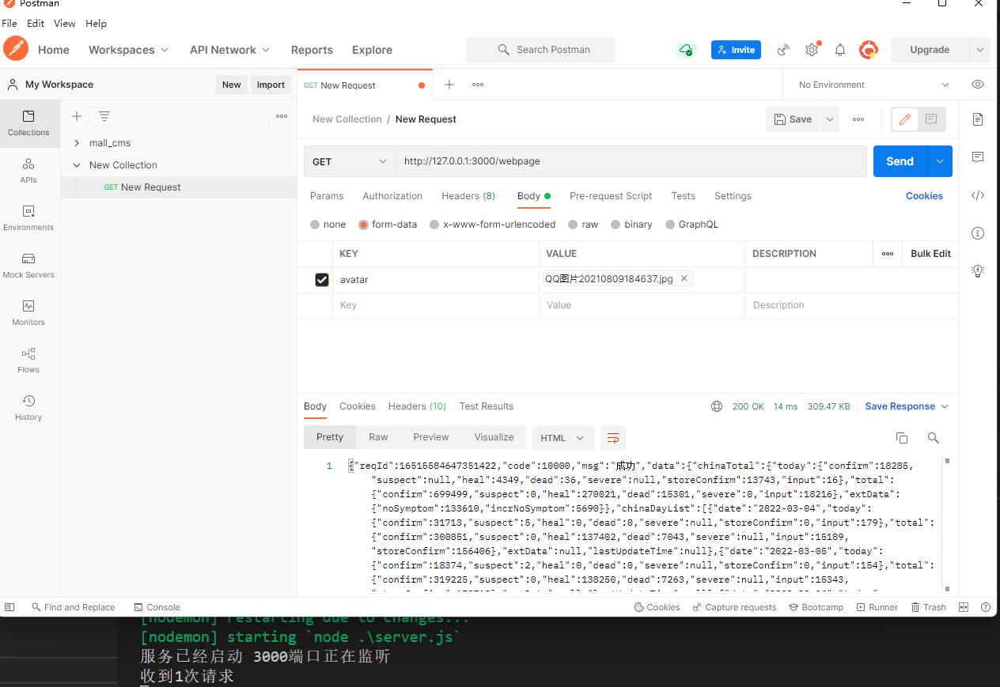 Postman
File Edit View Help
Home Workspaces API Network Reports Explore Search Postman Invite Upgrade
My Workspace New Import GET New Request No Environment
New Collection / New Request Save
Collections
mall_cms
New Collection
GET New Request
GET http://127.0.0.1:3000/webpage Send
APIs
Params Authorization Headers (8) Body Pre-request Script Tests Settings Cookies
Environments
none form-data x-www-form-urlencoded raw binary GraphQL
KEY VALUE DESCRIPTION Bulk Edit
Mock Servers
avatar QQ图片20210809184637.jpg
Key Value Description
Monitors
Flows
History
Body Cookies Headers (10) Test Results 200 OK 14 ms 309.47 KB Save Response
Pretty Raw Preview Visualize HTML
1 {"reqId":16515584647351422,"code":10000,"msg":"成功","data":{"chinaTotal":{"today":{"confirm":18285,
"suspect":null,"heal":4349,"dead":36,"severe":null,"storeConfirm":13743,"input":16},"total":
{"confirm":699499,"suspect":0,"heal":270021,"dead":15301,"severe":0,"input":18216},"extData":
{"noSymptom":133610,"incrNoSymptom":5690}},"chinaDayList":[{"date":"2022-03-04","today":
{"confirm":31713,"suspect":5,"heal":0,"dead":0,"severe":null,"storeConfirm":0,"input":179},"total":
{"confirm":300851,"suspect":0,"heal":137402,"dead":7043,"severe":null,"input":15189,
"storeConfirm":156406},"extData":null,"lastUpdateTime":null},{"date":"2022-03-05","today":
{"confirm":18374,"suspect":2,"heal":0,"dead":0,"severe":null,"storeConfirm":0,"input":154},"total":
{"confirm":319225,"suspect":0,"heal":138250,"dead":7263,"severe":null,"input":15343,
Find and Replace Console Cookies Capture requests Bootcamp Runner Trash
[nodemon] restarting due to changes...
[nodemon] starting `node .\server.js`
服务已经启动 3000端口正在监听
收到1次请求